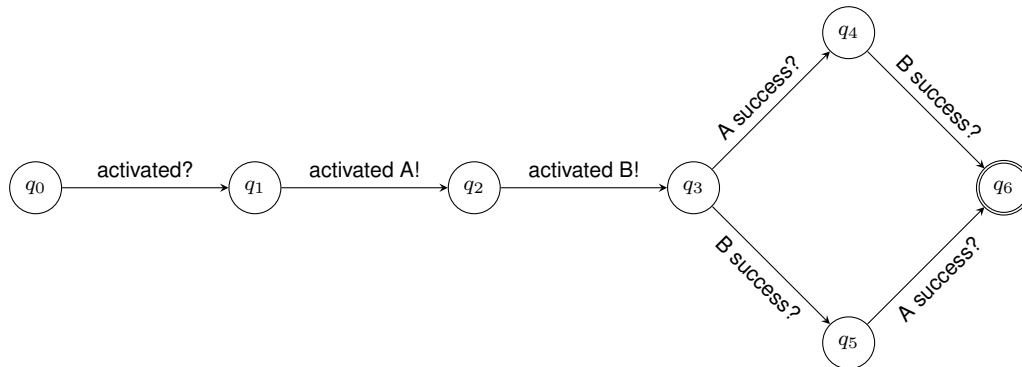 q4
A success?
B success?
q0
activated?
q1
activated A!
q2
activated B!
q3
q6
B success?
A success?
q5